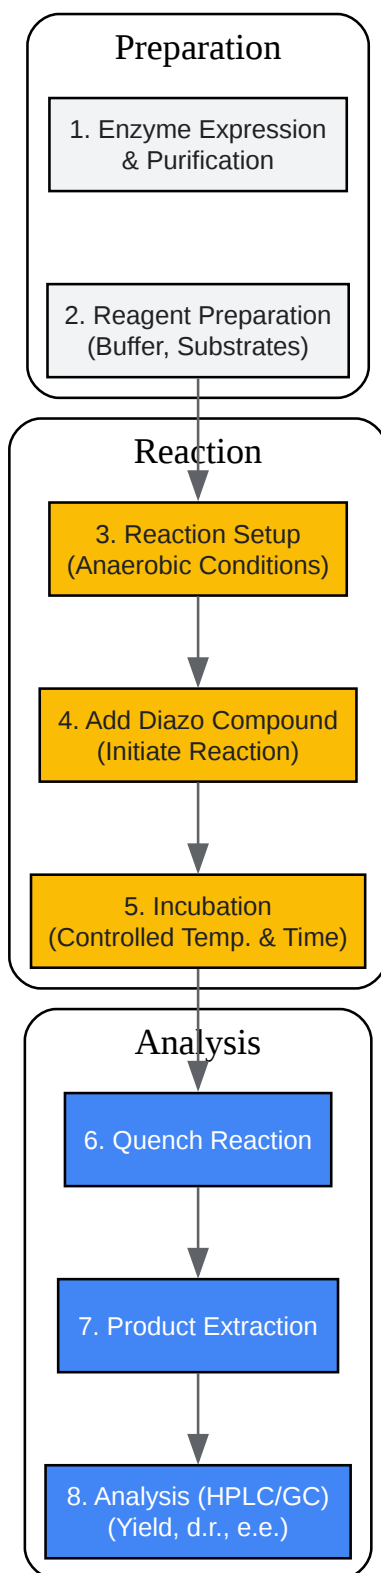 Preparation
1. Enzyme Expression
& Purification
2. Reagent Preparation
(Buffer, Substrates)
Reaction
3. Reaction Setup
(Anaerobic Conditions)
4. Add Diazo Compound
(Initiate Reaction)
5. Incubation
(Controlled Temp. & Time)
Analysis
6. Quench Reaction
7. Product Extraction
8. Analysis (HPLC/GC)
(Yield, d.r., e.e.)